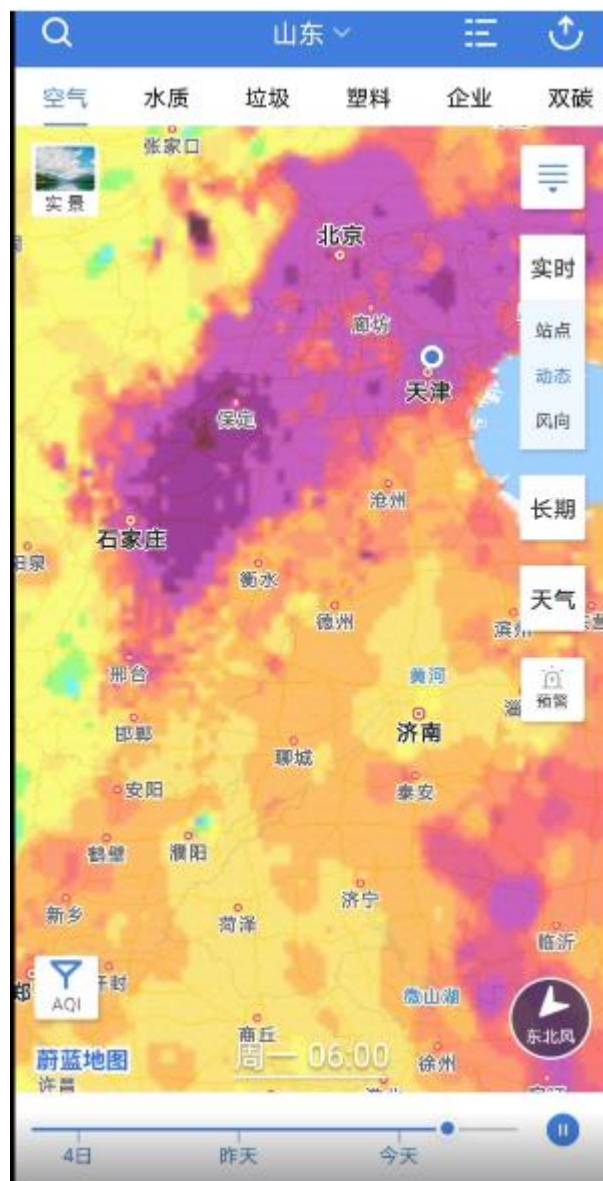 山东
空气 水质 垃圾 塑料 企业 双碳
张家口
实景
北京
实时
廊坊
站点
天津
动态
保定
风向
沧州
长期
石家庄
衡水
天气
德州
邢台
黄河
预警
邯郸
济南
聊城
安阳
泰安
鹤壁
濮阳
济宁
新乡
菏泽
临沂
AQI
微山湖
东北风
商丘
周一 06:00
徐州
蔚蓝地图
4日 昨天 今天